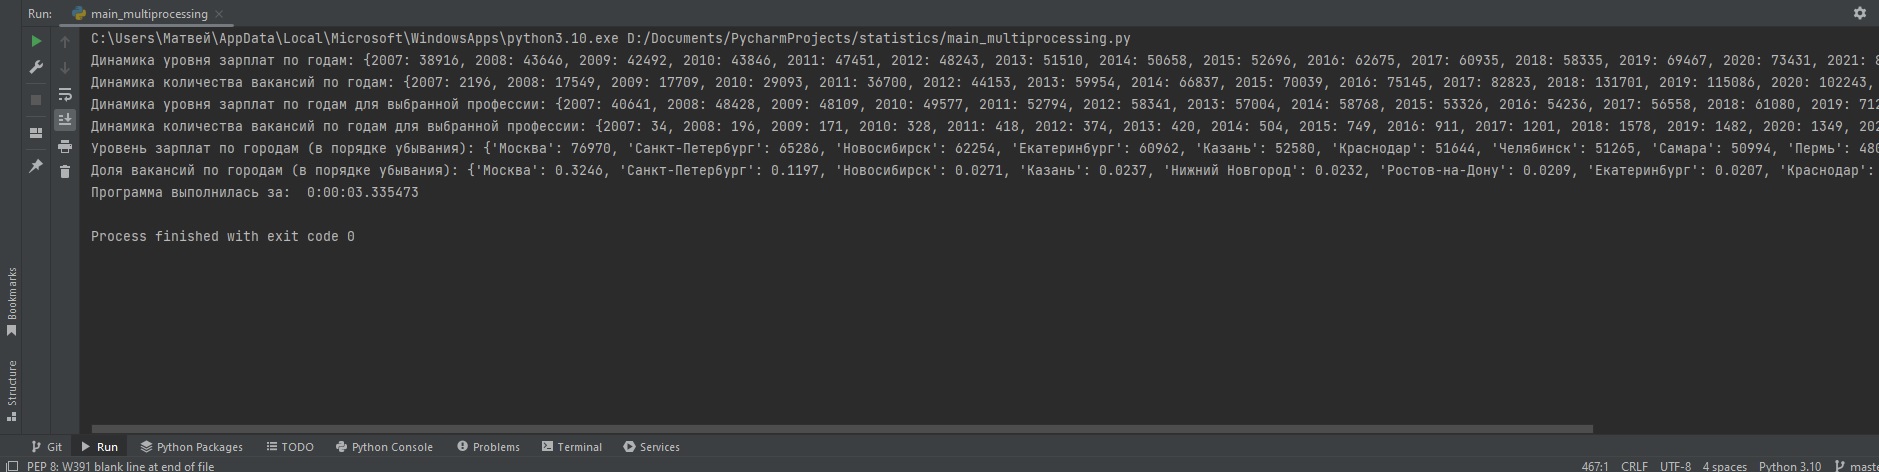 Run: main_multiprocessing
C:\Users\Матвей\AppData\Local\Microsoft\WindowsApps\python3.10.exe D:/Documents/PycharmProjects/statistics/main_multiprocessing.py
Динамика уровня зарплат по годам: {2007: 38916, 2008: 43646, 2009: 42492, 2010: 43846, 2011: 47451, 2012: 48243, 2013: 51510, 2014: 50658, 2015: 52696, 2016: 62675, 2017: 60935, 2018: 58335, 2019: 69467, 2020: 73431, 2021: 8
Динамика количества вакансий по годам: {2007: 2196, 2008: 17549, 2009: 17709, 2010: 29093, 2011: 36700, 2012: 44153, 2013: 59954, 2014: 66837, 2015: 70039, 2016: 75145, 2017: 82823, 2018: 131701, 2019: 115086, 2020: 102243,
Динамика уровня зарплат по годам для выбранной профессии: {2007: 40641, 2008: 48428, 2009: 48109, 2010: 49577, 2011: 52794, 2012: 58341, 2013: 57004, 2014: 58768, 2015: 53326, 2016: 54236, 2017: 56558, 2018: 61080, 2019: 712
Динамика количества вакансий по годам для выбранной профессии: {2007: 34, 2008: 196, 2009: 171, 2010: 328, 2011: 418, 2012: 374, 2013: 420, 2014: 504, 2015: 749, 2016: 911, 2017: 1201, 2018: 1578, 2019: 1482, 2020: 1349, 202
Уровень зарплат по городам (в порядке убывания): {'Москва': 76970, 'Санкт-Петербург': 65286, 'Новосибирск': 62254, 'Екатеринбург': 60962, 'Казань': 52580, 'Краснодар': 51644, 'Челябинск': 51265, 'Самара': 50994, 'Пермь': 480
Доля вакансий по городам (в порядке убывания): {'Москва': 0.3246, 'Санкт-Петербург': 0.1197, 'Новосибирск': 0.0271, 'Казань': 0.0237, 'Нижний Новгород': 0.0232, 'Ростов-на-Дону': 0.0209, 'Екатеринбург': 0.0207, 'Краснодар':
Программа выполнилась за:  0:00:03.335473
Process finished with exit code 0
Bookmarks
Structure
Git Run Python Packages TODO Python Console Problems Terminal Services
PEP 8: W391 blank line at end of file 467:1 CRLF UTF-8 4 spaces Python 3.10 maste